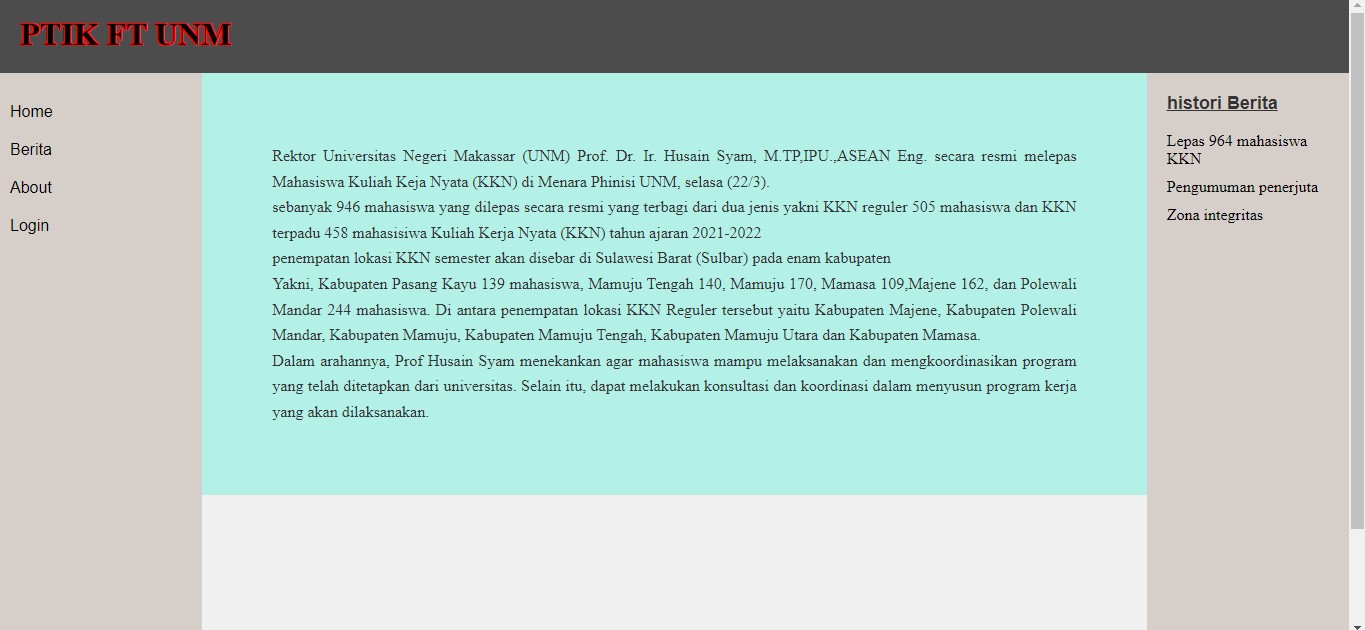 PTIK FT UNM
Home
Berita
About
Login
Rektor Universitas Negeri Makassar (UNM) Prof. Dr. Ir. Husain Syam, M.TP,IPU.,ASEAN Eng. secara resmi melepas
Mahasiswa Kuliah Keja Nyata (KKN) di Menara Phinisi UNM, selasa (22/3).
sebanyak 946 mahasiswa yang dilepas secara resmi yang terbagi dari dua jenis yakni KKN reguler 505 mahasiswa dan KKN
terpadu 458 mahasisiwa Kuliah Kerja Nyata (KKN) tahun ajaran 2021-2022
penempatan lokasi KKN semester akan disebar di Sulawesi Barat (Sulbar) pada enam kabupaten
Yakni, Kabupaten Pasang Kayu 139 mahasiswa, Mamuju Tengah 140, Mamuju 170, Mamasa 109,Majene 162, dan Polewali
Mandar 244 mahasiswa. Di antara penempatan lokasi KKN Reguler tersebut yaitu Kabupaten Majene, Kabupaten Polewali
Mandar, Kabupaten Mamuju, Kabupaten Mamuju Tengah, Kabupaten Mamuju Utara dan Kabupaten Mamasa.
Dalam arahannya, Prof Husain Syam menekankan agar mahasiswa mampu melaksanakan dan mengkoordinasikan program
yang telah ditetapkan dari universitas. Selain itu, dapat melakukan konsultasi dan koordinasi dalam menyusun program kerja
yang akan dilaksanakan.
histori Berita
Lepas 964 mahasiswa
KKN
Pengumuman penerjuta
Zona integritas